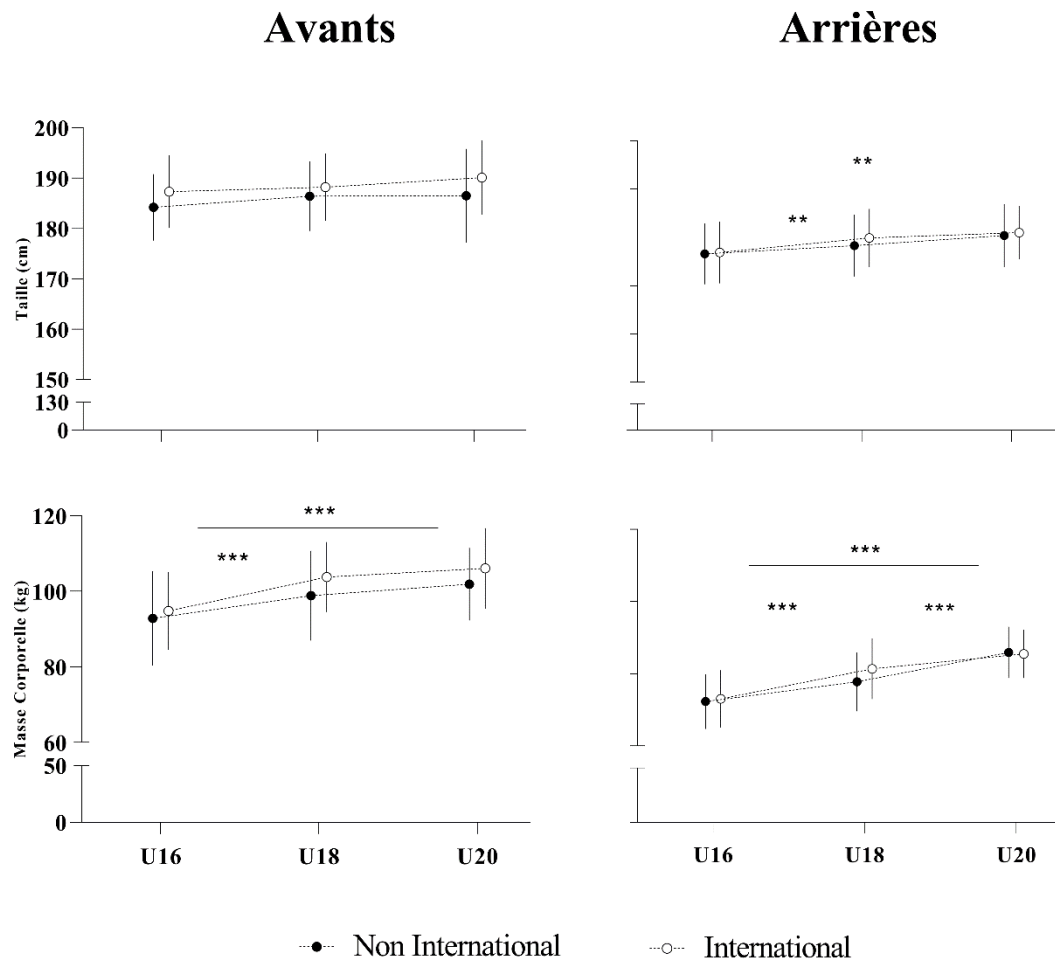 Avants
Arrières
Taille (cm)
200
190
180
170
160
150
130
0
**
**
Masse Corporelle (kg)
120
100
80
60
50
0
***
***
***
***
***
U16
U18
U20
U16
U18
U20
Non International
International